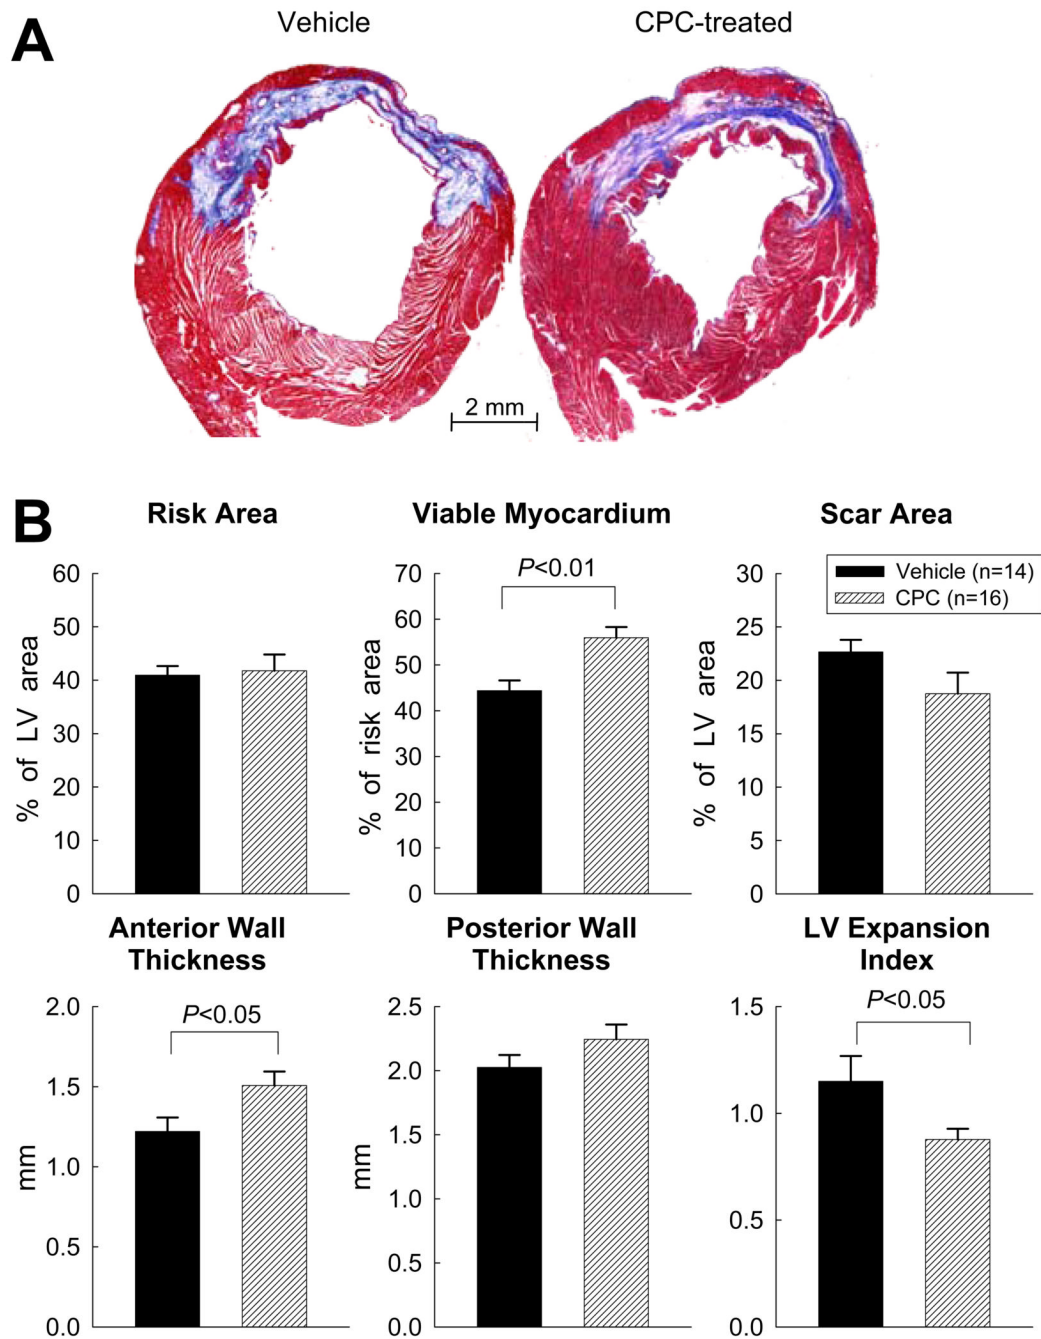 A
Vehicle
CPC-treated
2 mm
B
Risk Area
% of LV area
60
50
40
30
20
10
0
Viable Myocardium
% of risk area
70
60
50
40
30
20
10
0
P<0.01
Scar Area
% of LV area
30
25
20
15
10
5
0
Vehicle (n=14)
CPC (n=16)
Anterior Wall
Thickness
mm
2.0
1.5
1.0
0.5
0.0
P<0.05
Posterior Wall
Thickness
mm
2.5
2.0
1.5
1.0
0.5
0.0
LV Expansion
Index
1.5
1.0
0.5
0.0
P<0.05